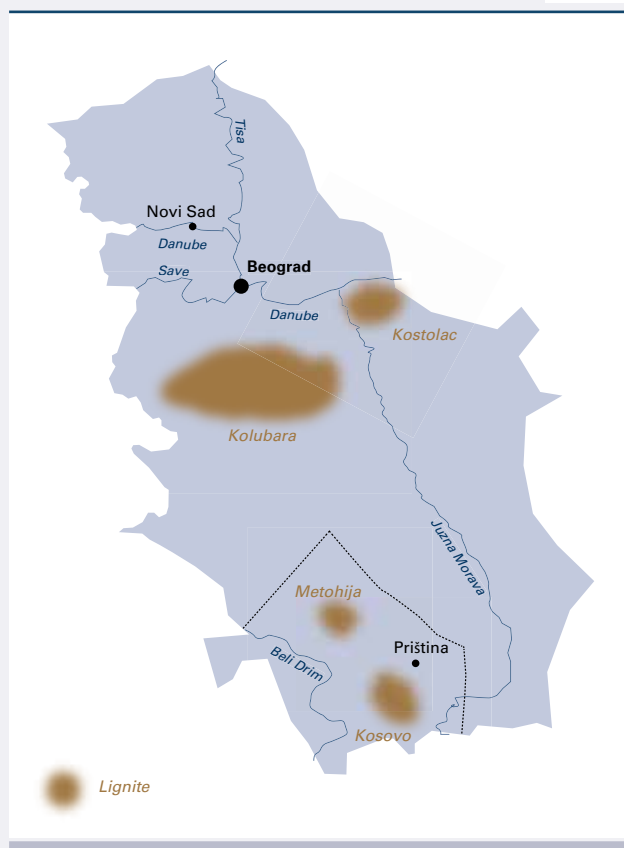 Tisa
Novi Sad
Danube
Save
Beograd
Danube
Kostolac
Kolubara
Juzna Morava
Metohija
Priština
Beli Drim
Kosovo
Lignite